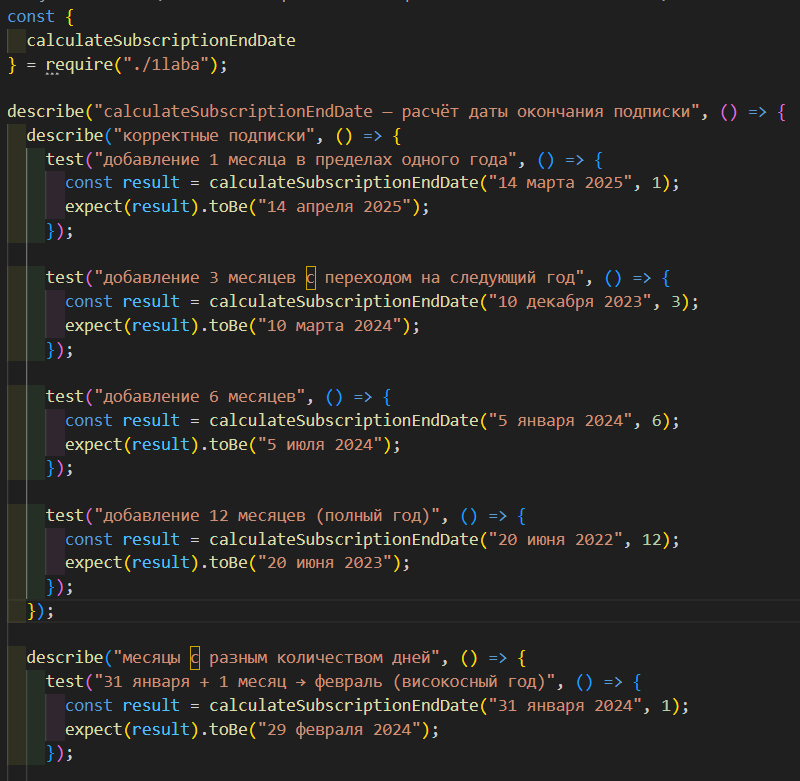 const {
  calculateSubscriptionEndDate
} = require("./1laba");
describe("calculateSubscriptionEndDate — расчёт даты окончания подписки", () => {
  describe("корректные подписки", () => {
    test("добавление 1 месяца в пределах одного года", () => {
      const result = calculateSubscriptionEndDate("14 марта 2025", 1);
      expect(result).toBe("14 апреля 2025");
    });
    test("добавление 3 месяцев с переходом на следующий год", () => {
      const result = calculateSubscriptionEndDate("10 декабря 2023", 3);
      expect(result).toBe("10 марта 2024");
    });
    test("добавление 6 месяцев", () => {
      const result = calculateSubscriptionEndDate("5 января 2024", 6);
      expect(result).toBe("5 июля 2024");
    });
    test("добавление 12 месяцев (полный год)", () => {
      const result = calculateSubscriptionEndDate("20 июня 2022", 12);
      expect(result).toBe("20 июня 2023");
    });
  });
  describe("месяцы с разным количеством дней", () => {
    test("31 января + 1 месяц → февраль (високосный год)", () => {
      const result = calculateSubscriptionEndDate("31 января 2024", 1);
      expect(result).toBe("29 февраля 2024");
    });